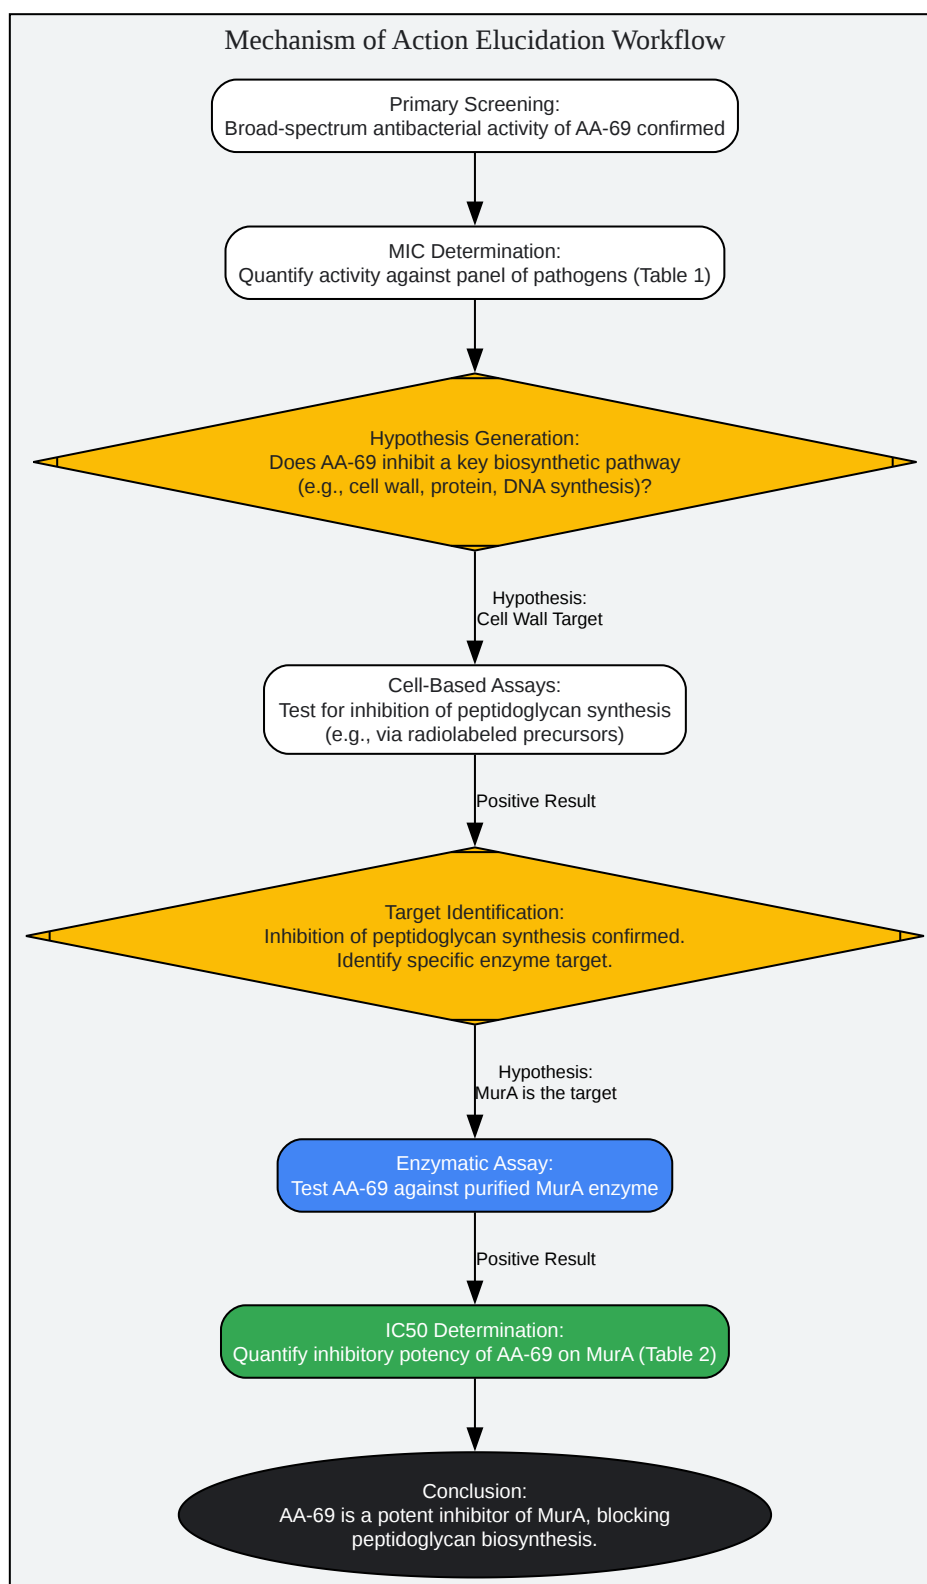 Mechanism of Action Elucidation Workflow
Primary Screening:
Broad-spectrum antibacterial activity of AA-69 confirmed
MIC Determination:
Quantify activity against panel of pathogens (Table 1)
Hypothesis Generation:
Does AA-69 inhibit a key biosynthetic pathway
(e.g., cell wall, protein, DNA synthesis)?
Hypothesis:
Cell Wall Target
Cell-Based Assays:
Test for inhibition of peptidoglycan synthesis
(e.g., via radiolabeled precursors)
Positive Result
Target Identification:
Inhibition of peptidoglycan synthesis confirmed.
Identify specific enzyme target.
Hypothesis:
MurA is the target
Enzymatic Assay:
Test AA-69 against purified MurA enzyme
Positive Result
IC50 Determination:
Quantify inhibitory potency of AA-69 on MurA (Table 2)
Conclusion:
AA-69 is a potent inhibitor of MurA, blocking
peptidoglycan biosynthesis.